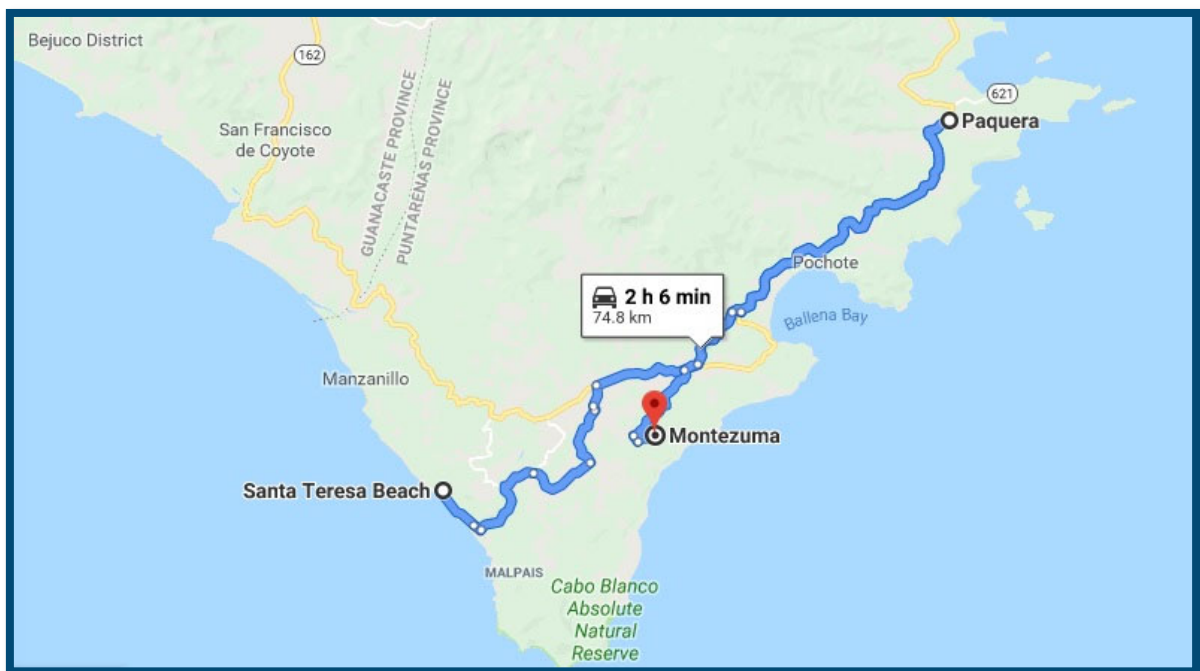 Bejuco District
162
621
Paquera
San Francisco
de Coyote
GUANACASTE PROVINCE
PUNTARENAS PROVINCE
Pochote
2 h 6 min
74.8 km
Ballena Bay
Manzanillo
Montezuma
Santa Teresa Beach
MALPAIS
Cabo Blanco
Absolute
Natural
Reserve